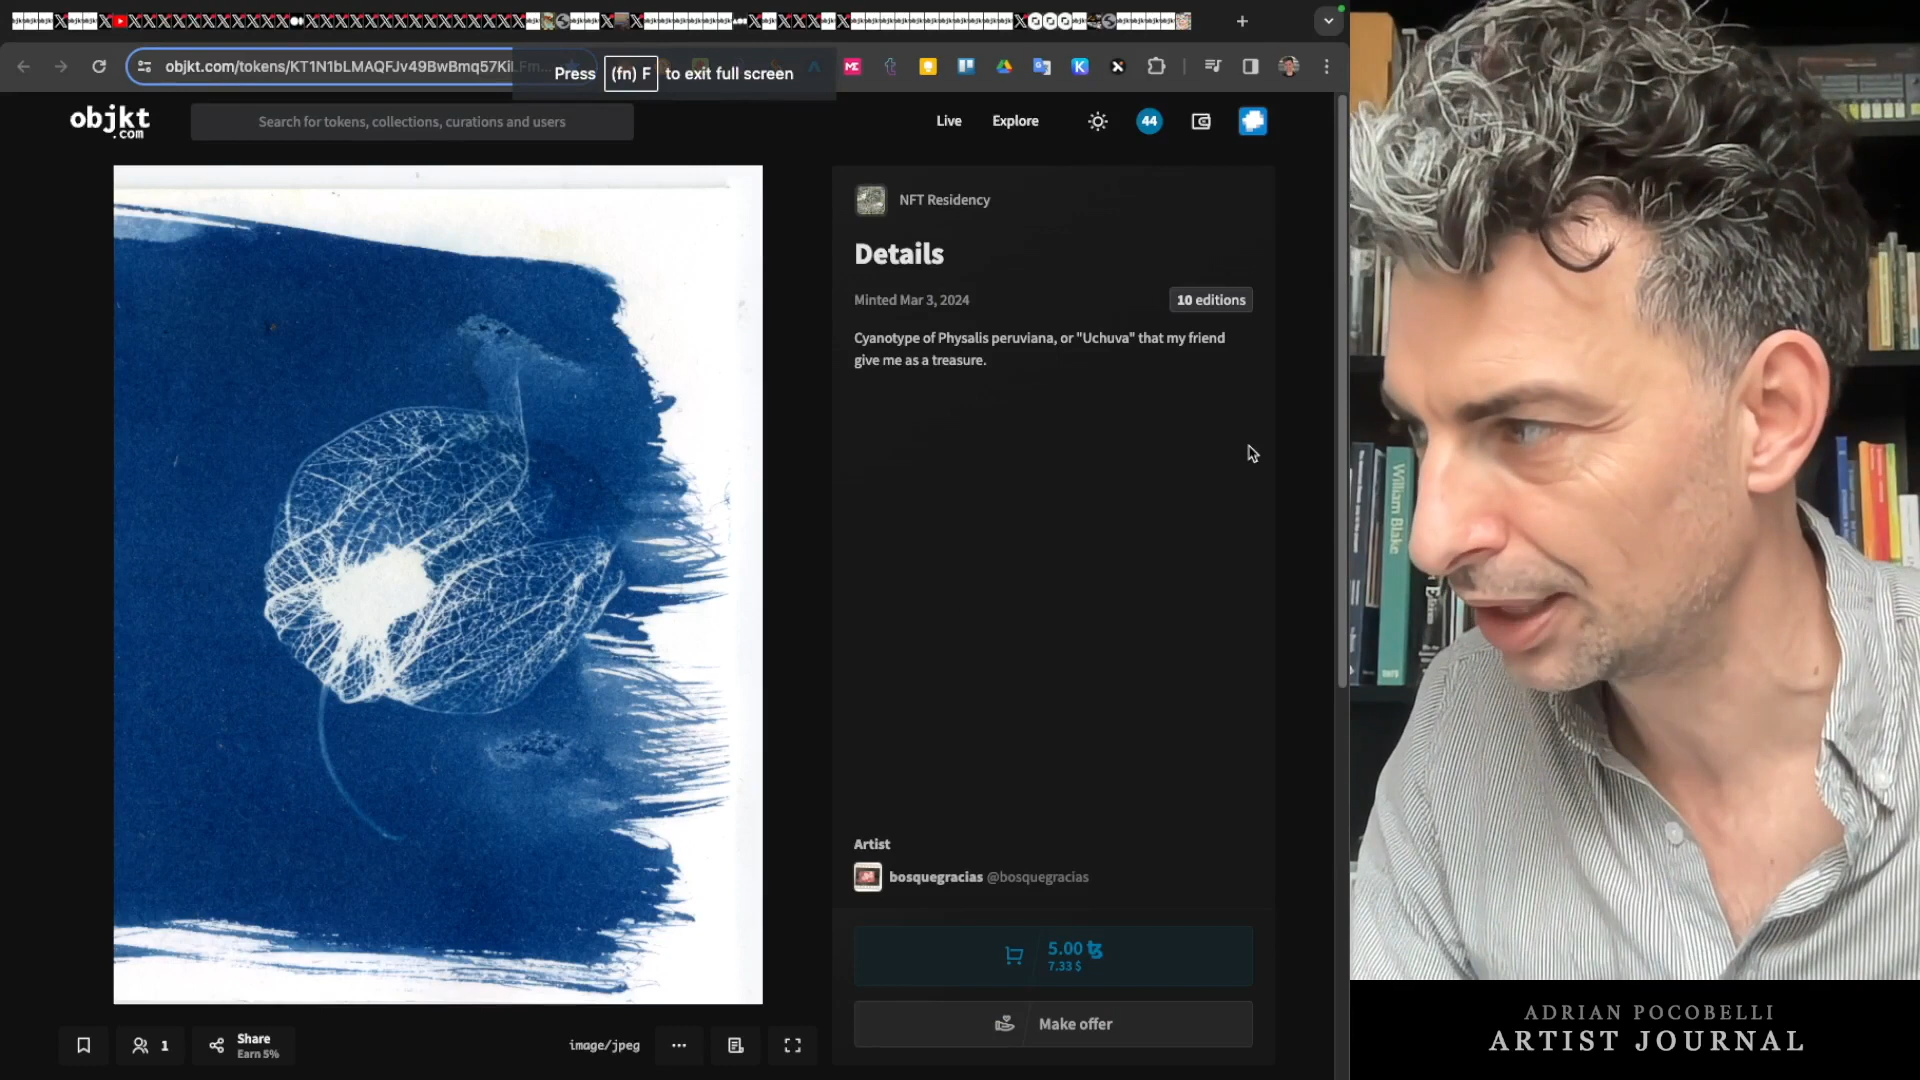 objkt.com/tokens/KT1N1bLMAQFJv49BwBmq57KiLFm...
Press (fn) F to exit full screen
objkt
.com
Search for tokens, collections, curations and users
Live
Explore
44
NFT Residency
Details
Minted Mar 3, 2024
10 editions
Cyanotype of Physalis peruviana, or "Uchuva" that my friend
give me as a treasure.
William Blake
Artist
bosquegracias @bosquegracias
5.00
7.33 $
Make offer
1
Share
Earn 5%
image/jpeg
ADRIAN POCOBELLI
ARTIST JOURNAL